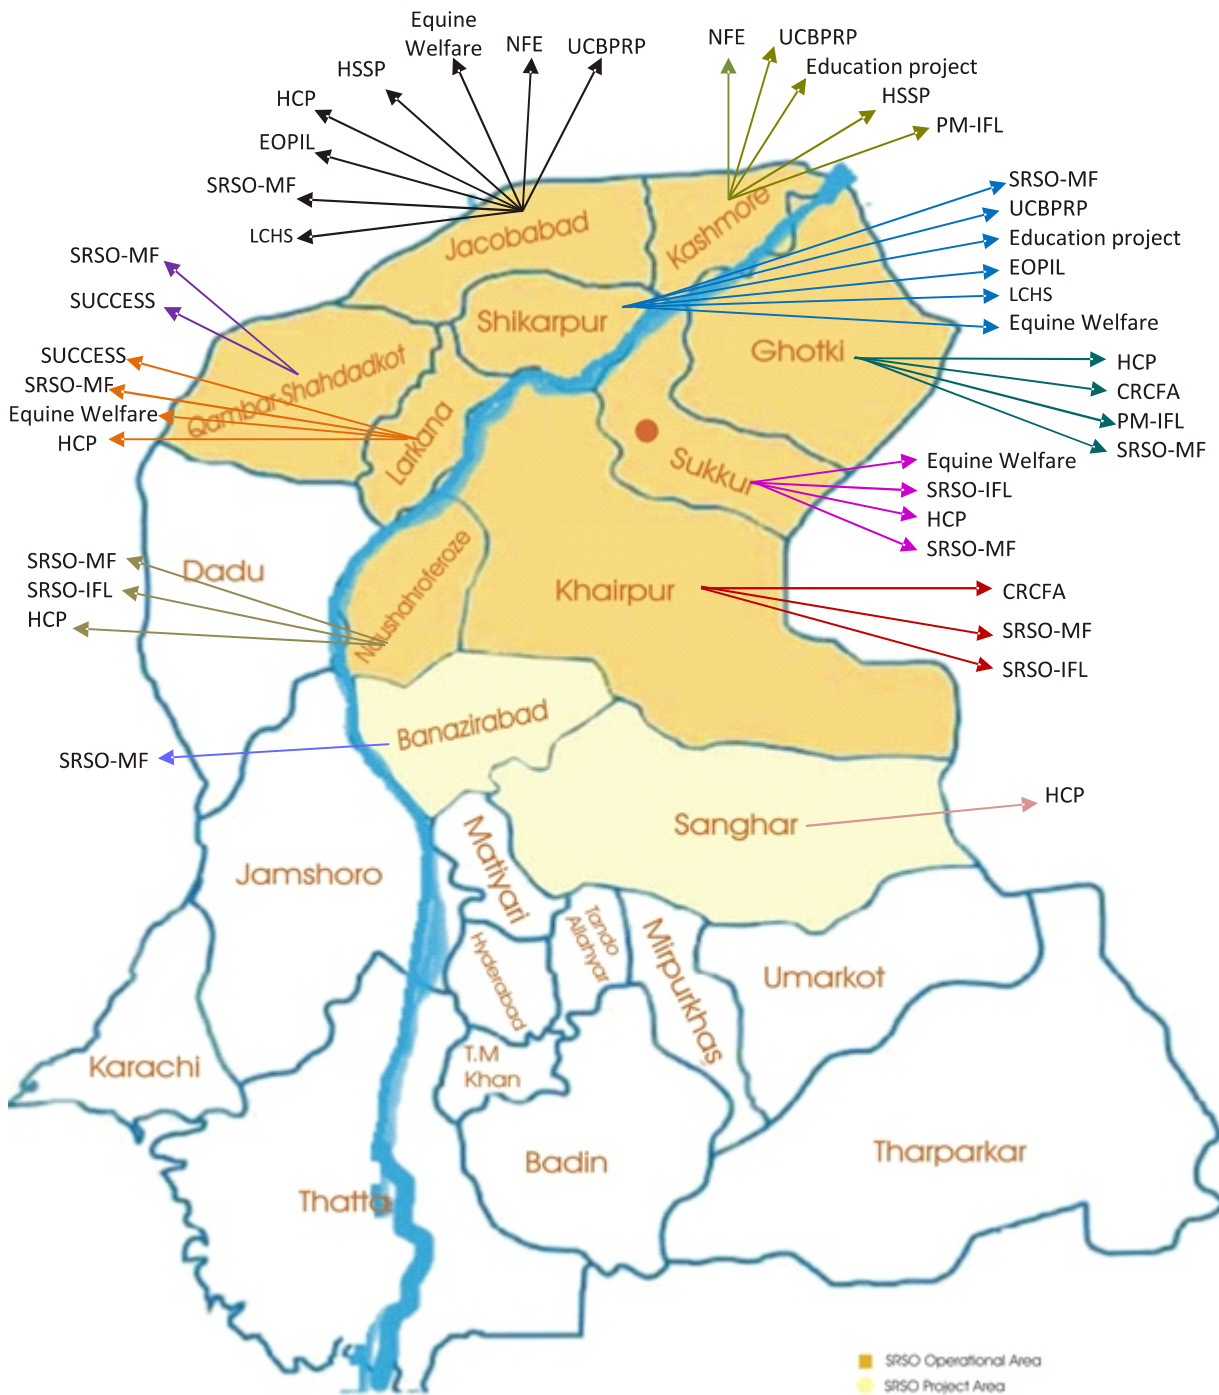 Equine
Welfare
NFE
UCBPRP
HSSP
HCP
EOPIL
SRSO-MF
LCHS
NFE
UCBPRP
Education project
HSSP
PM-IFL
SRSO-MF
UCBPRP
Education project
EOPIL
LCHS
Equine Welfare
HCP
CRCFA
PM-IFL
SRSO-MF
Equine Welfare
SRSO-IFL
HCP
SRSO-MF
CRCFA
SRSO-MF
SRSO-IFL
HCP
SRSO-MF
SUCCESS
SUCCESS
SRSO-MF
Equine Welfare
HCP
SRSO-MF
SRSO-IFL
HCP
SRSO-MF
Jacobabad
Kashmore
Shikarpur
Ghotki
Qambar-Shahdadkot
Larkana
Sukkur
Dadu
Naushahroferoze
Khairpur
Banazirabad
Sanghar
Jamshoro
Matiyari
Hyderabad
Tando
Allahyar
Mirpurkhas
Umarkot
Karachi
T.M
Khan
Badin
Tharparkar
Thatta
SRSO Operational Area
SRSO Project Area